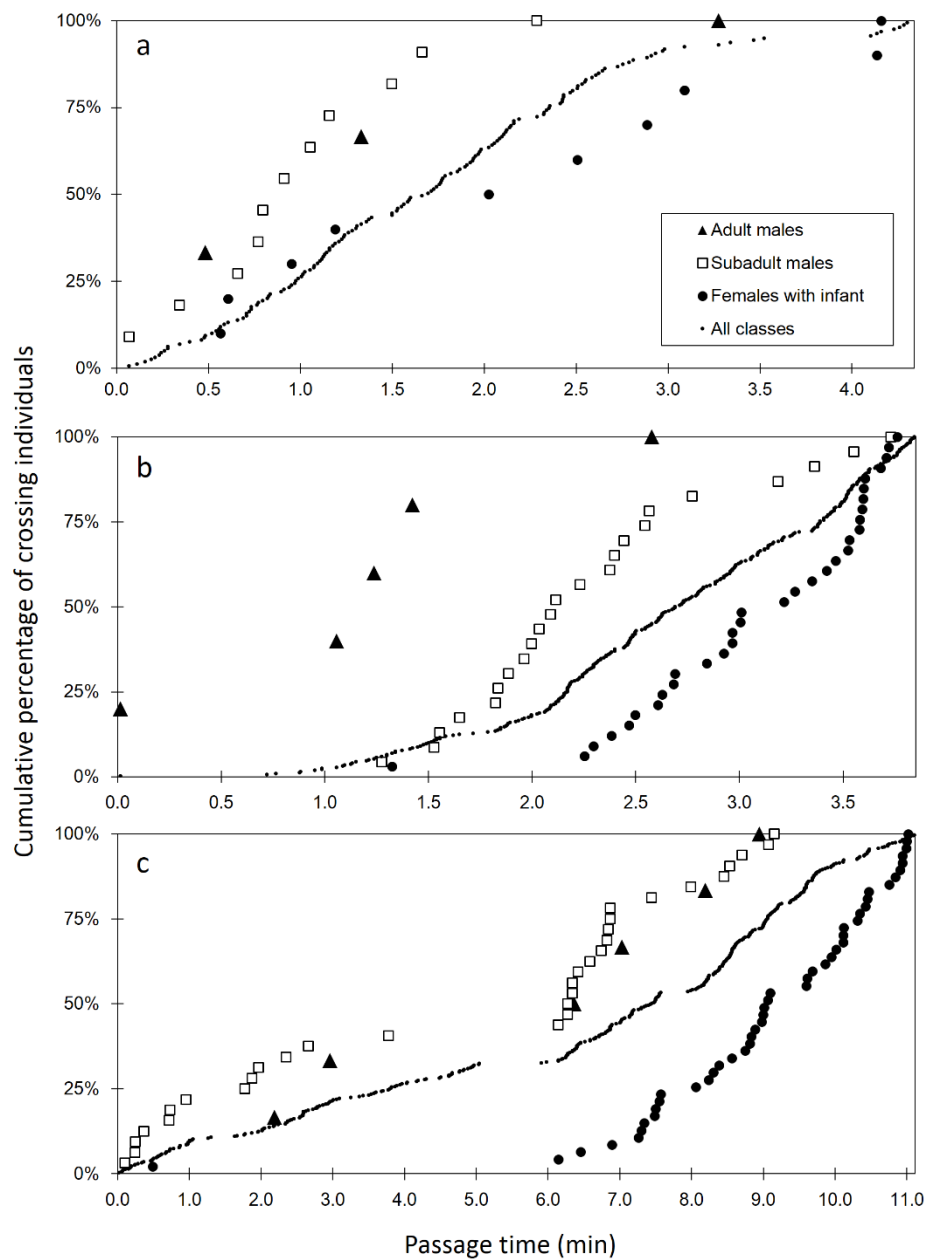 a
100%
75%
50%
25%
0%
0.0 0.5 1.0 1.5 2.0 2.5 3.0 3.5 4.0
Adult males
Subadult males
Females with infant
All classes
Cumulative percentage of crossing individuals
b
100%
75%
50%
25%
0%
0.0 0.5 1.0 1.5 2.0 2.5 3.0 3.5
c
100%
75%
50%
25%
0%
0.0 1.0 2.0 3.0 4.0 5.0 6.0 7.0 8.0 9.0 10.0 11.0
Passage time (min)